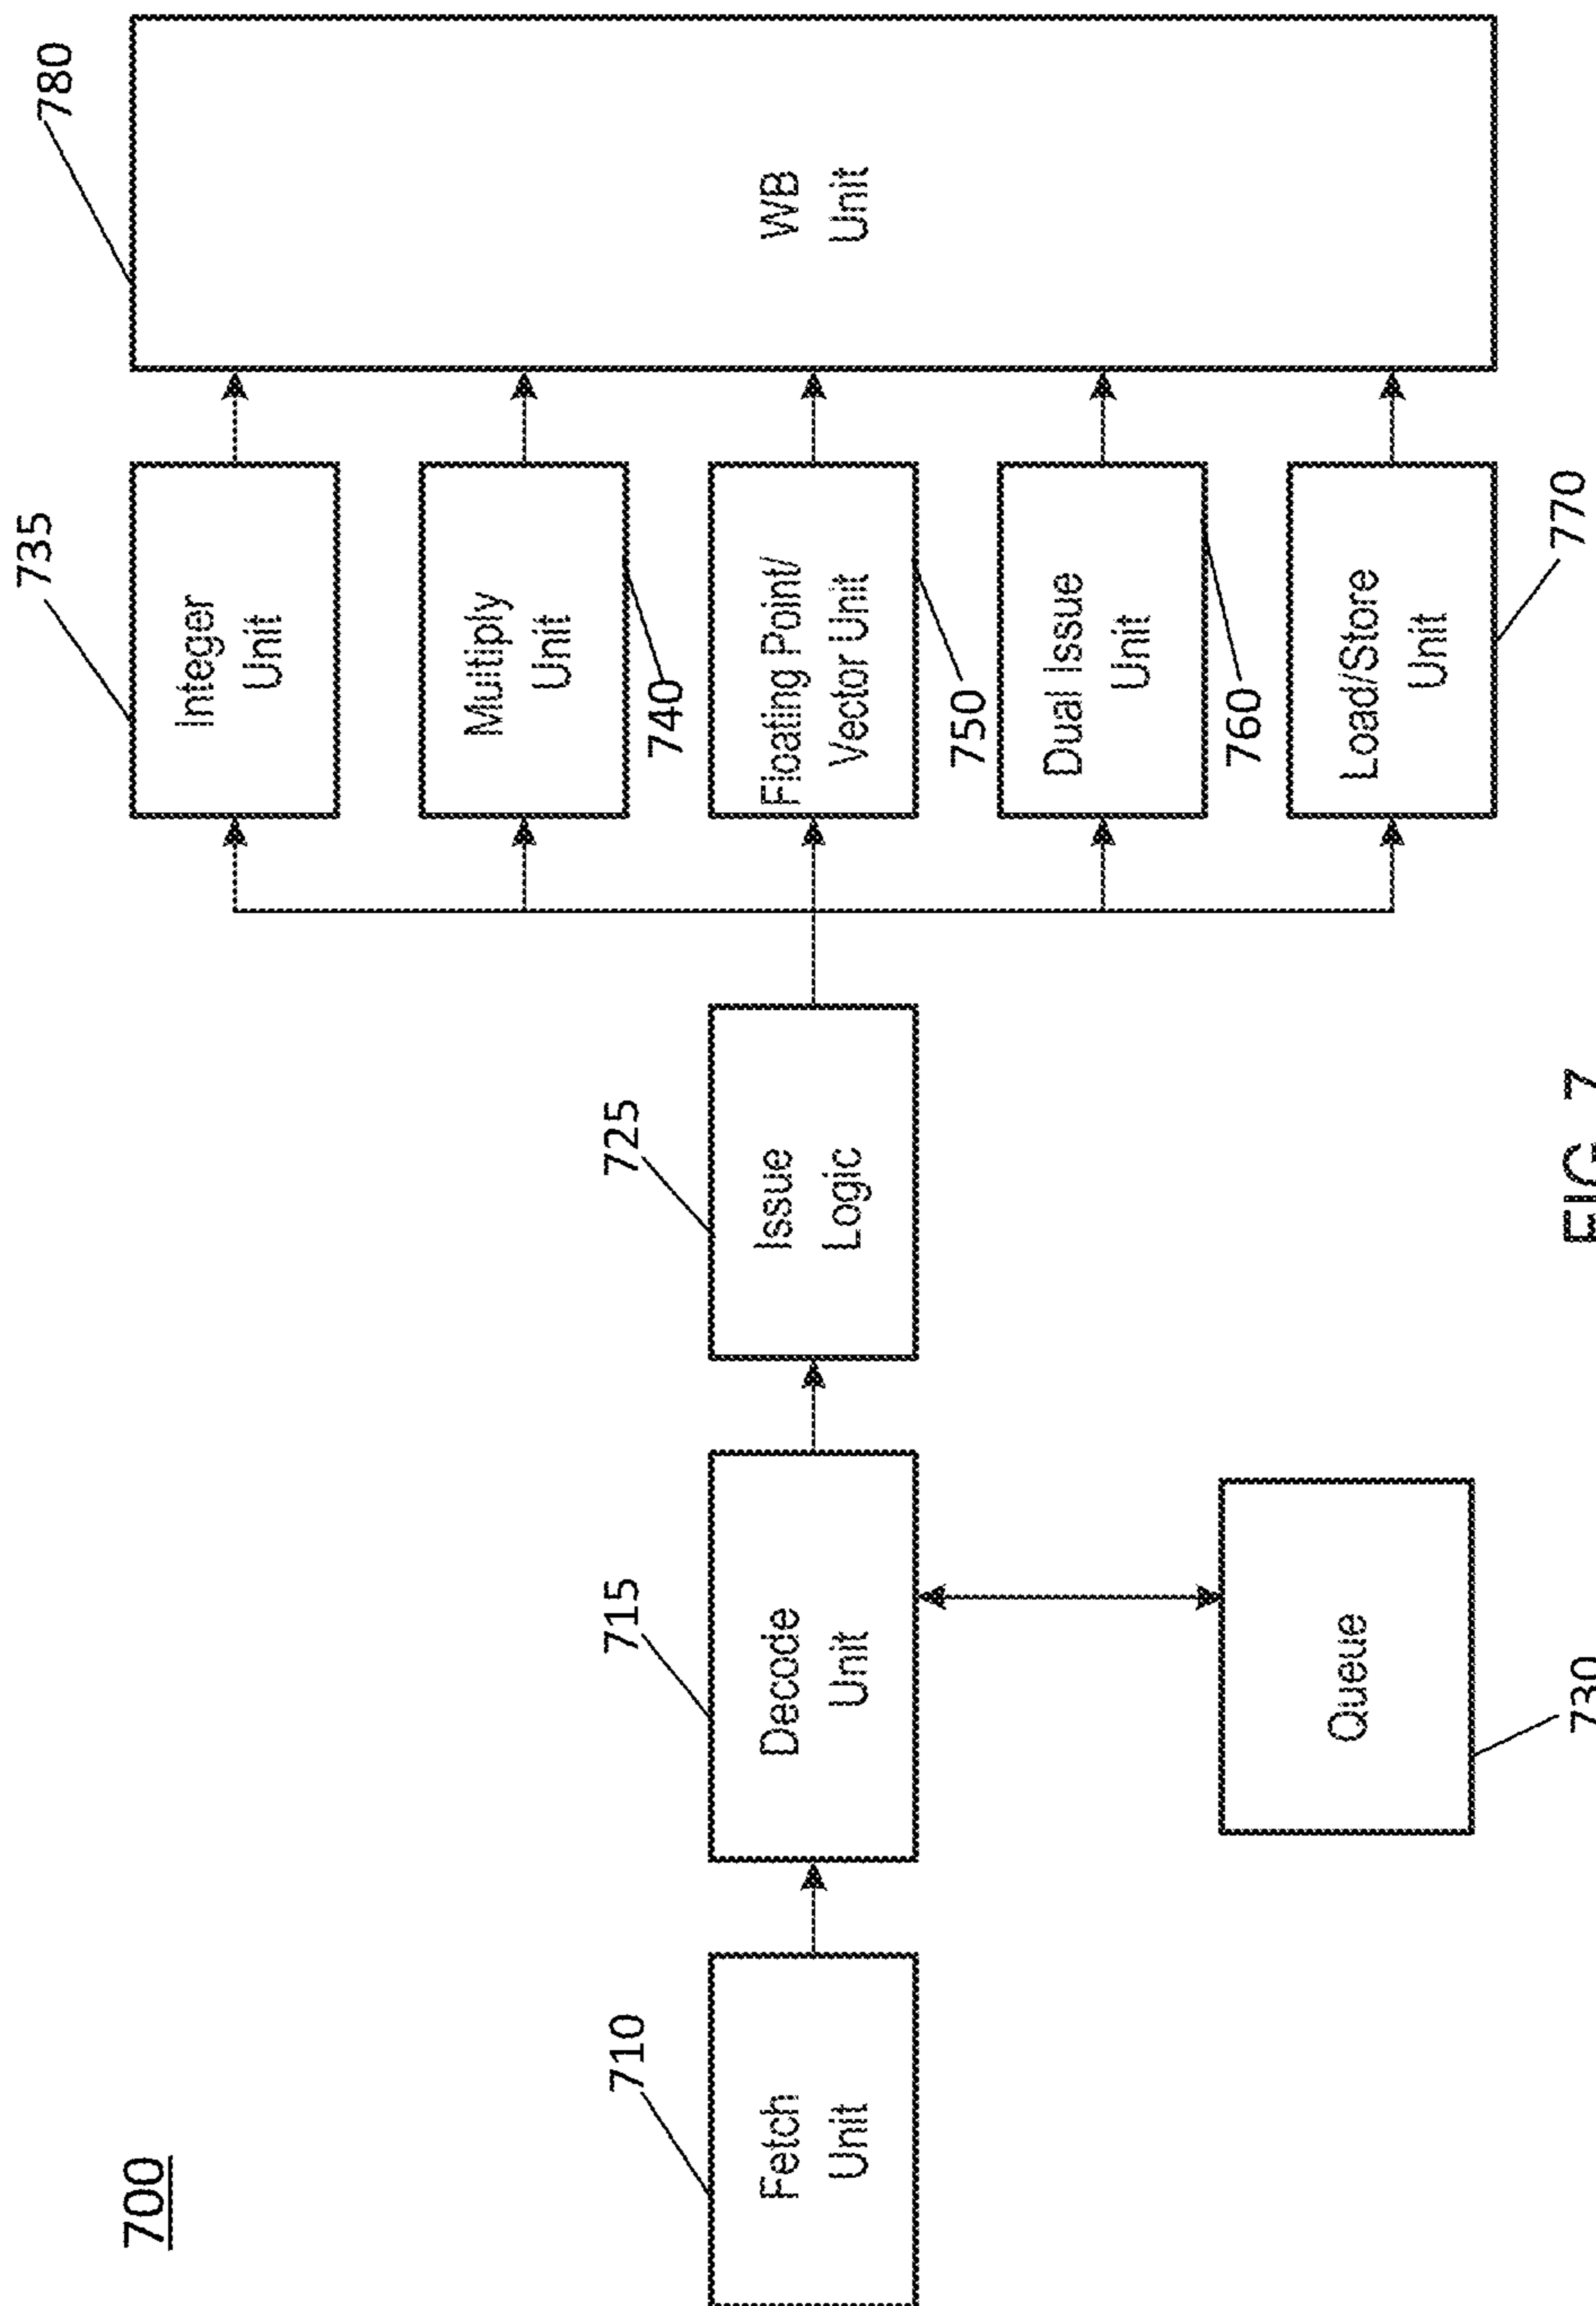 700
710
Fetch
Unit
715
Decode
Unit
730
Queue
725
Issue
Logic
735
Integer
Unit
Multiply
Unit
740
Floating Point/
Vector Unit
750
Dual Issue
Unit
760
Load/Store
Unit
770
780
WB
Unit
FIG. 7